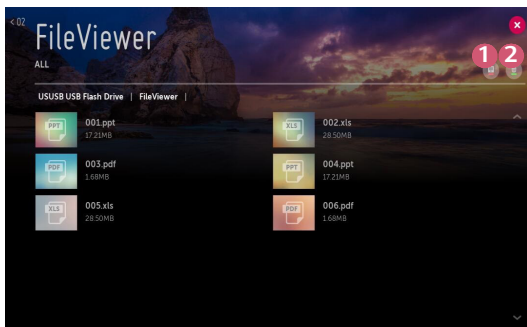 < 02
FileViewer
ALL
1 2
USUSB USB Flash Drive | FileViewer |
PPT 001.ppt
17.21MB
XLS 002.xls
28.50MB
PDF 003.pdf
1.68MB
PPT 004.ppt
17.21MB
XLS 005.xls
28.50MB
PDF 006.pdf
1.68MB